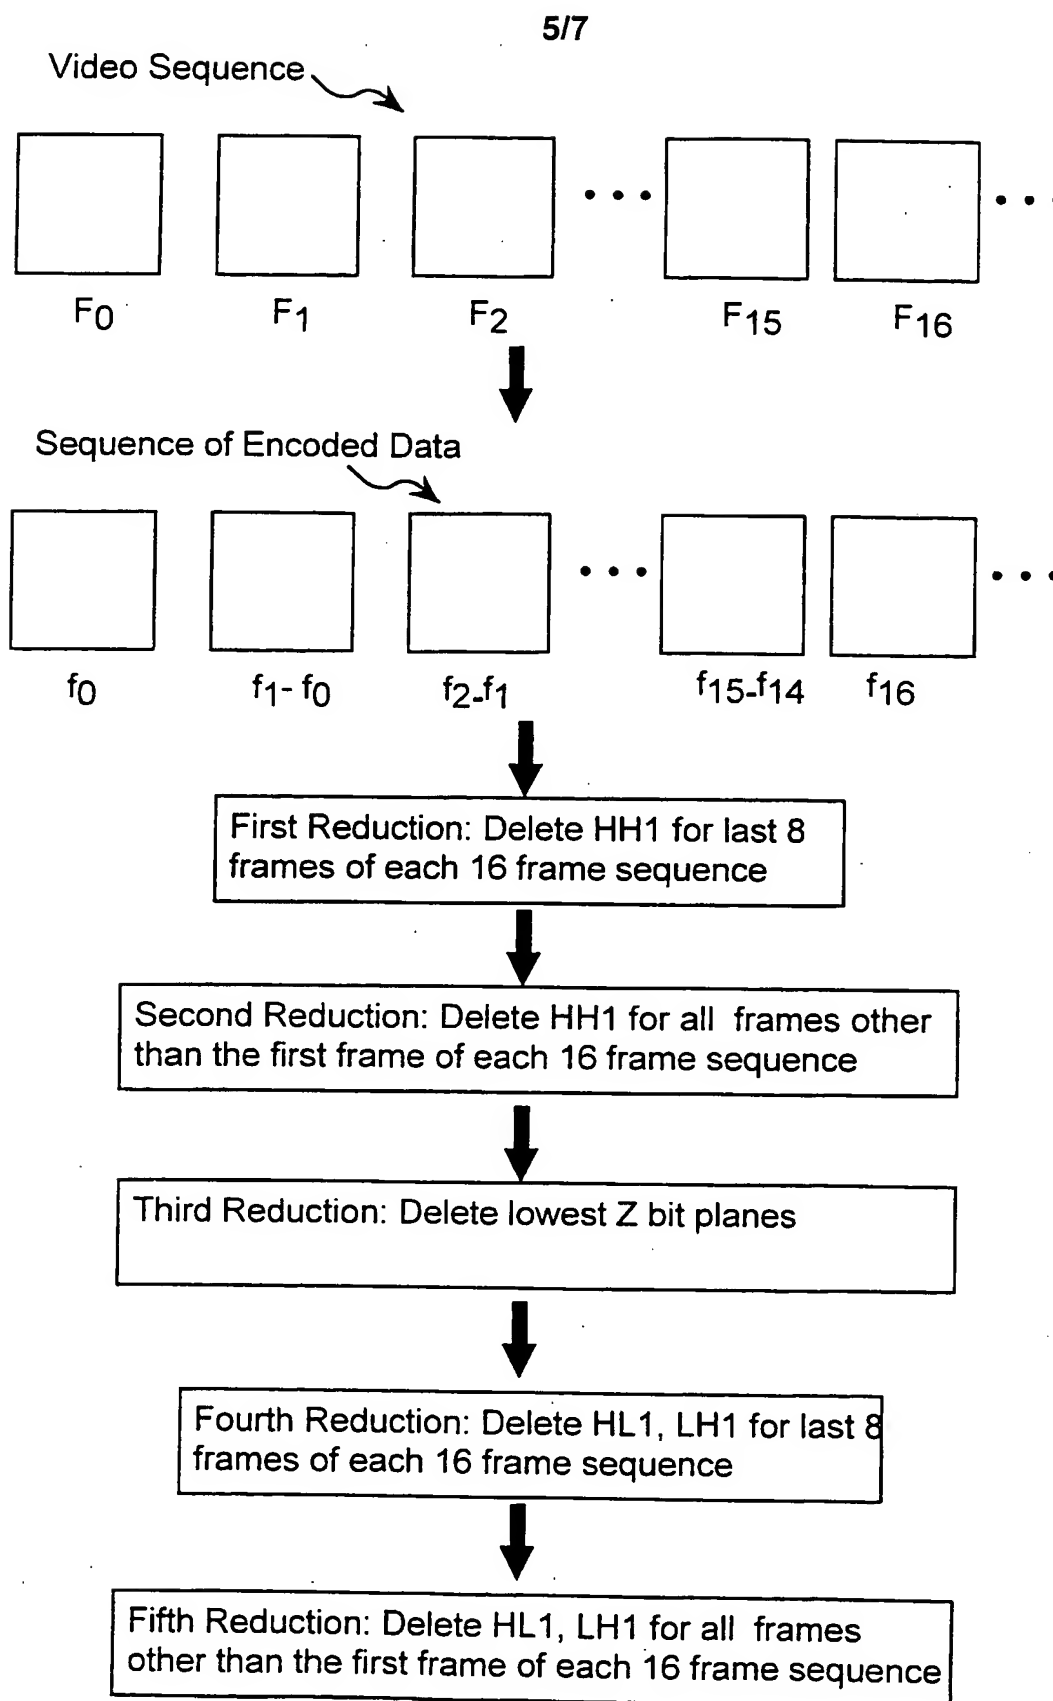 5/7
Video Sequence
F0 F1 F2 • • • F15 F16 • • •
Sequence of Encoded Data
f0 f1- f0 f2-f1 • • • f15-f14 f16 • • •
First Reduction: Delete HH1 for last 8
frames of each 16 frame sequence
Second Reduction: Delete HH1 for all frames other
than the first frame of each 16 frame sequence
Third Reduction: Delete lowest Z bit planes
Fourth Reduction: Delete HL1, LH1 for last 8
frames of each 16 frame sequence
Fifth Reduction: Delete HL1, LH1 for all frames
other than the first frame of each 16 frame sequence